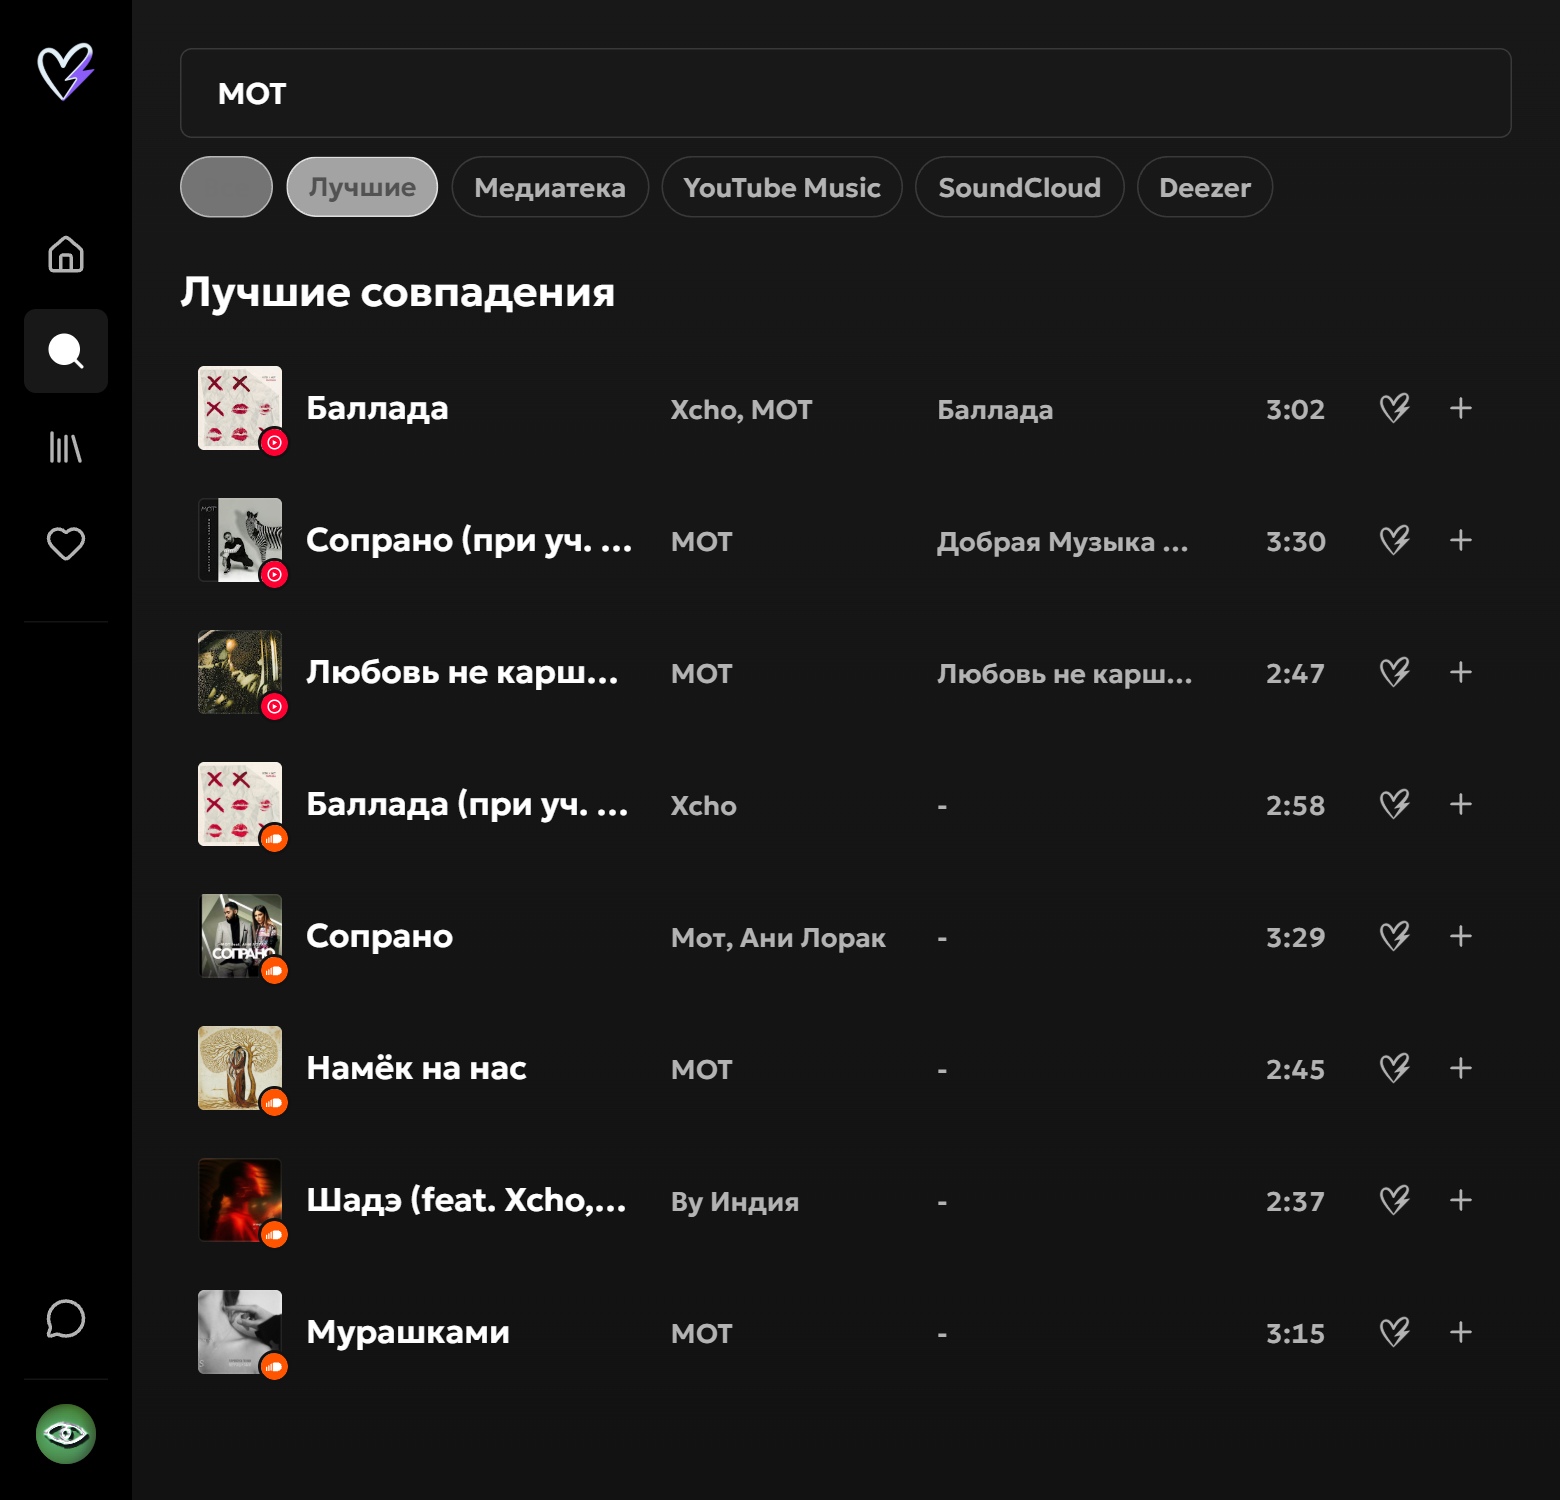 МОТ
Лучшие
Медиатека
YouTube Music
SoundCloud
Deezer
Лучшие совпадения
Баллада
Xcho, МОТ
Баллада
3:02
Сопрано (при уч. ...
МОТ
Добрая Музыка ...
3:30
Любовь не карш...
МОТ
Любовь не карш...
2:47
Баллада (при уч. ...
Xcho
-
2:58
СОПРАНО
Сопрано
Мот, Ани Лорак
-
3:29
Намёк на нас
МОТ
-
2:45
Шадэ (feat. Xcho,...
By Индия
-
2:37
Мурашками
МОТ
-
3:15